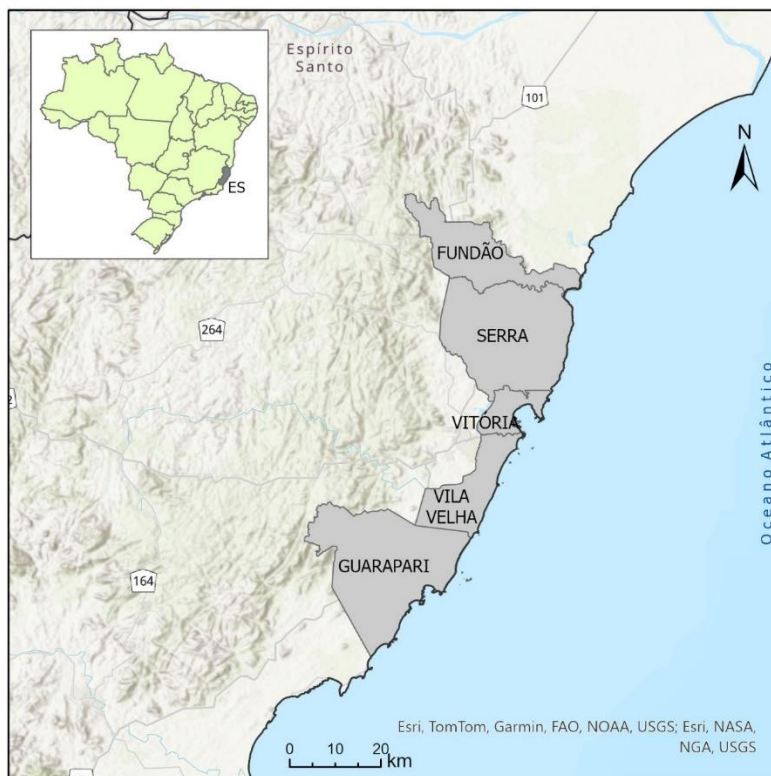 Espírito
Santo
101
N
ES
FUNDÃO
264
SERRA
VITÓRIA
Oceano Atlântico
VILA
VELHA
GUARAPARI
164
Esri, TomTom, Garmin, FAO, NOAA, USGS; Esri, NASA,
NGA, USGS
0 10 20
km